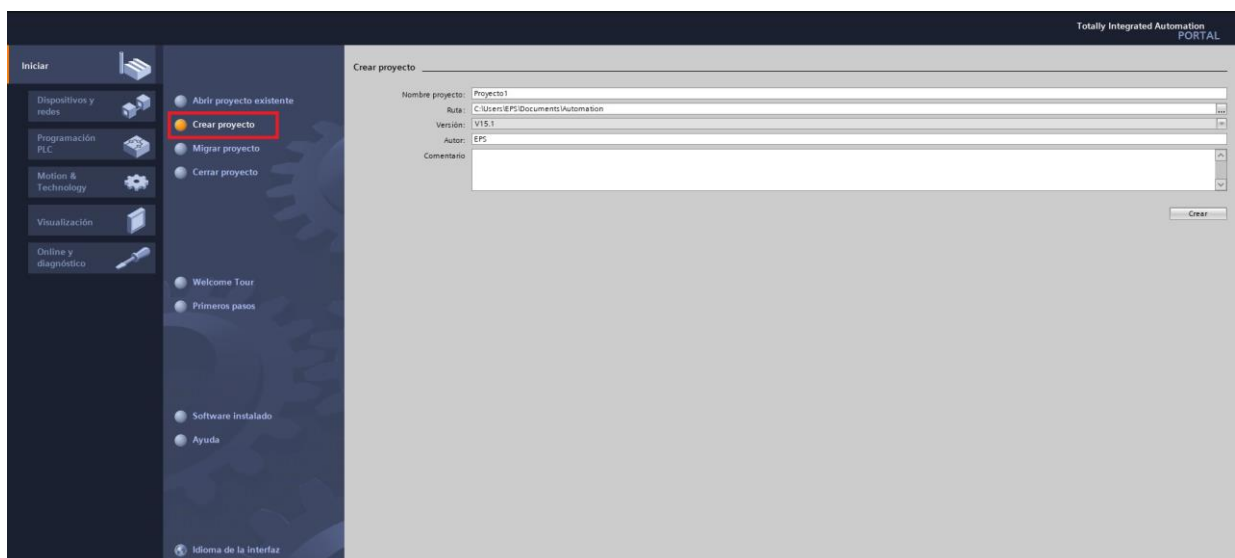 Totally Integrated Automation
PORTAL
Iniciar
Dispositivos y
redes
Programación
PLC
Motion &
Technology
Visualización
Online y
diagnóstico
Abrir proyecto existente
Crear proyecto
Migrar proyecto
Cerrar proyecto
Welcome Tour
Primeros pasos
Software instalado
Ayuda
Idioma de la interfaz
Crear proyecto
Nombre proyecto: Proyecto1
Ruta: C:\Users\EPS\Documents\Automation
...
Versión: V15.1
Autor: EPS
Comentario
Crear